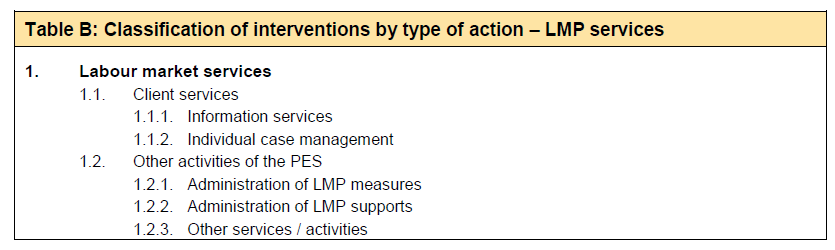 Table B: Classification of interventions by type of action – LMP services
1. Labour market services
1.1. Client services
1.1.1. Information services
1.1.2. Individual case management
1.2. Other activities of the PES
1.2.1. Administration of LMP measures
1.2.2. Administration of LMP supports
1.2.3. Other services / activities